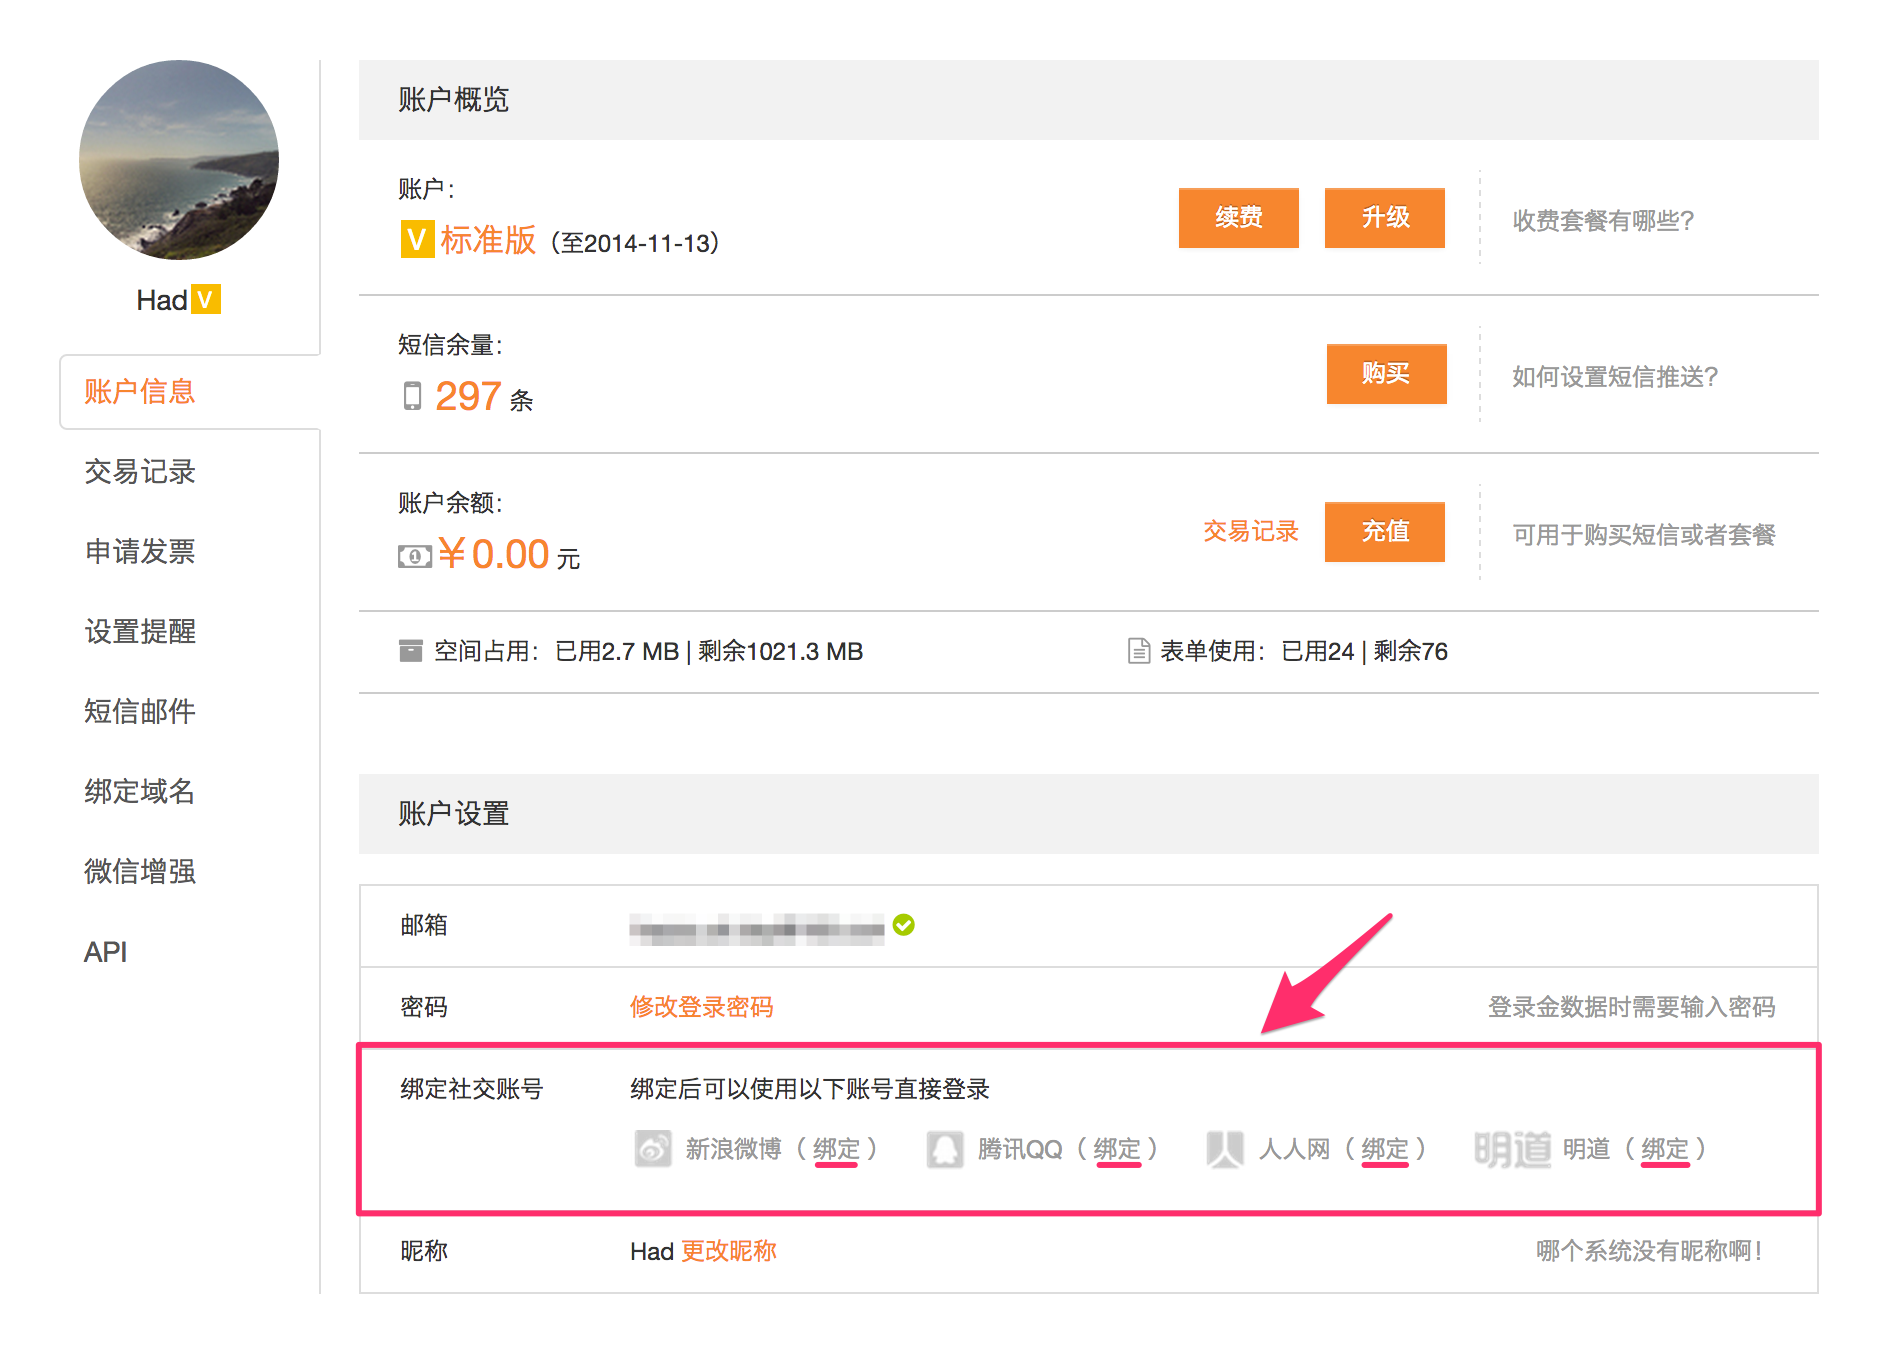 Had V
账户信息
交易记录
申请发票
设置提醒
短信邮件
绑定域名
微信增强
API
账户概览
账户：
V 标准版（至2014-11-13）
续费 升级 收费套餐有哪些？
短信余量：
297 条
购买 如何设置短信推送？
账户余额：
¥0.00 元
交易记录 充值 可用于购买短信或者套餐
空间占用： 已用2.7 MB | 剩余1021.3 MB 表单使用： 已用24 | 剩余76
账户设置
邮箱
密码 修改登录密码 登录金数据时需要输入密码
绑定社交账号 绑定后可以使用以下账号直接登录
新浪微博（绑定） 腾讯QQ（绑定） 人人网（绑定） 明道 明道（绑定）
昵称 Had 更改昵称 哪个系统没有昵称啊！